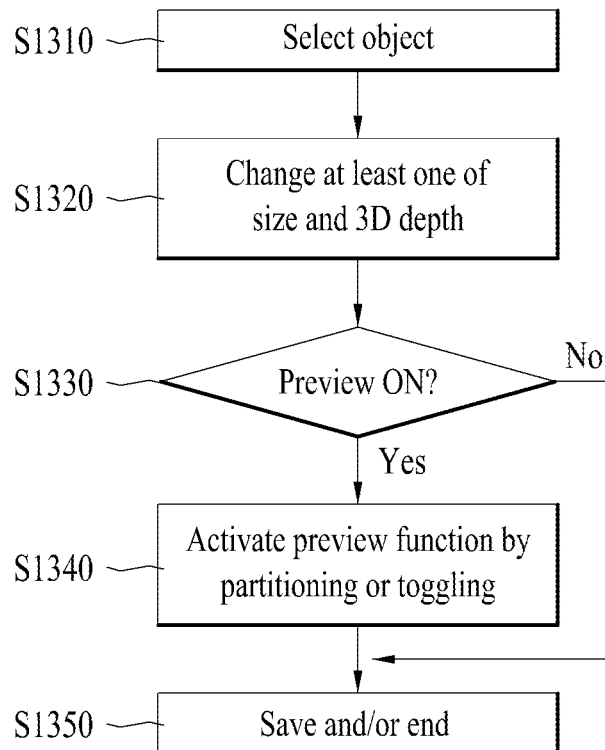 S1310
Select object
S1320
Change at least one of
size and 3D depth
S1330
Preview ON?
No
Yes
S1340
Activate preview function by
partitioning or toggling
S1350
Save and/or end